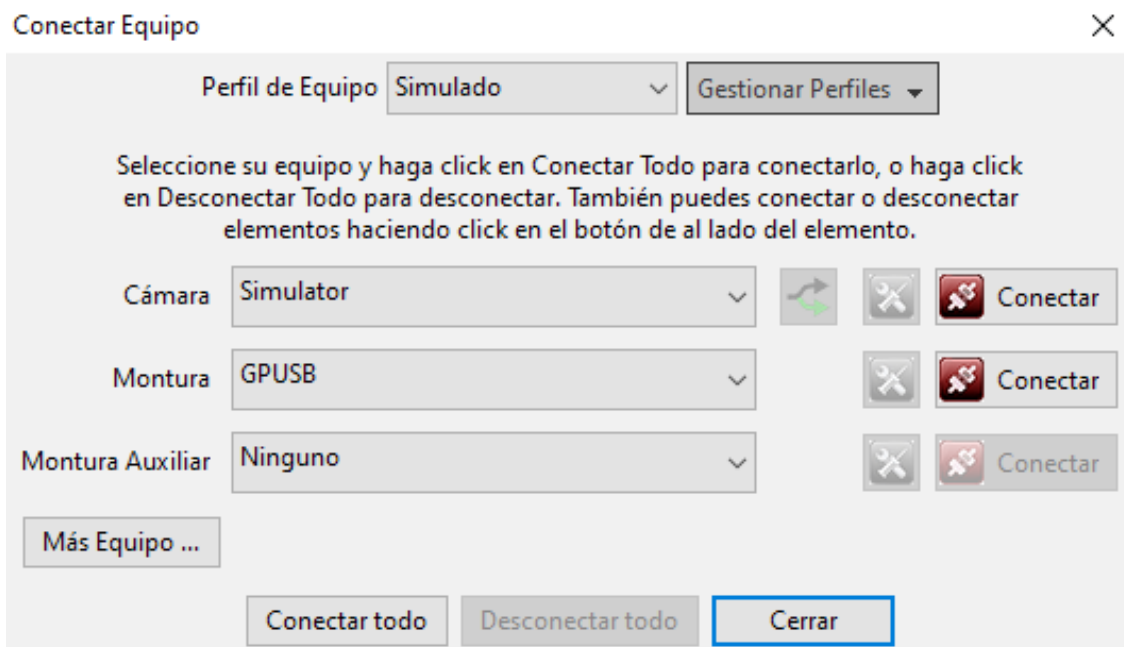 Conectar Equipo
Perfil de Equipo Simulado Gestionar Perfiles
Seleccione su equipo y haga click en Conectar Todo para conectarlo, o haga click
en Desconectar Todo para desconectar. También puedes conectar o desconectar
elementos haciendo click en el botón de al lado del elemento.
Cámara Simulator Conectar
Montura GPUSB Conectar
Montura Auxiliar Ninguno Conectar
Más Equipo ...
Conectar todo Desconectar todo Cerrar